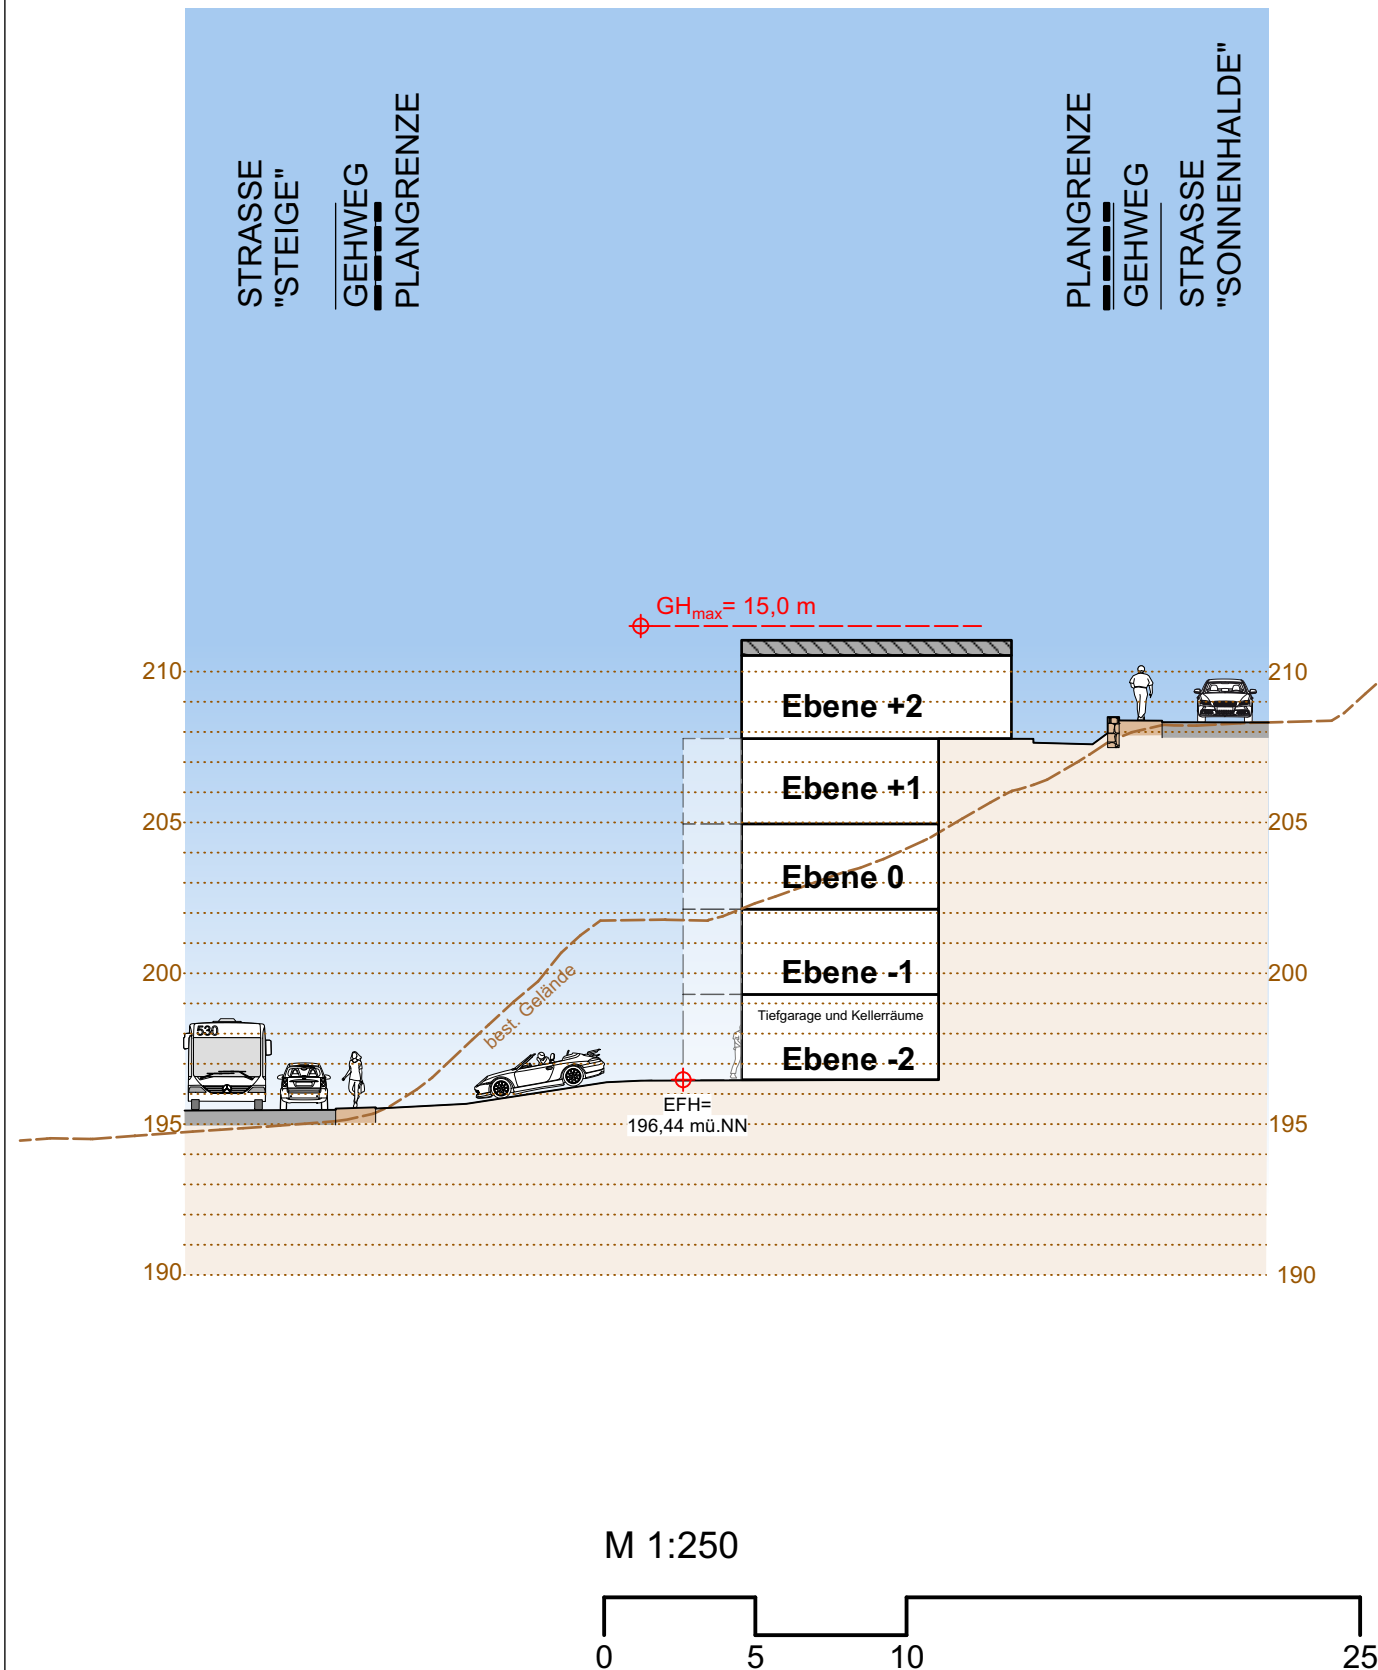 STRASSE
"STEIGE"
GEHWEG
PLANGRENZE
PLANGRENZE
GEHWEG
STRASSE
"SONNENHALDE"
GHmax= 15,0 m
210
210
Ebene +2
Ebene +1
205
205
Ebene 0
200
200
Ebene -1
best. Gelände
Tiefgarage und Kellerräume
530
Ebene -2
EFH=
196,44 mü.NN
195
195
190
190
M 1:250
0 5 10 25